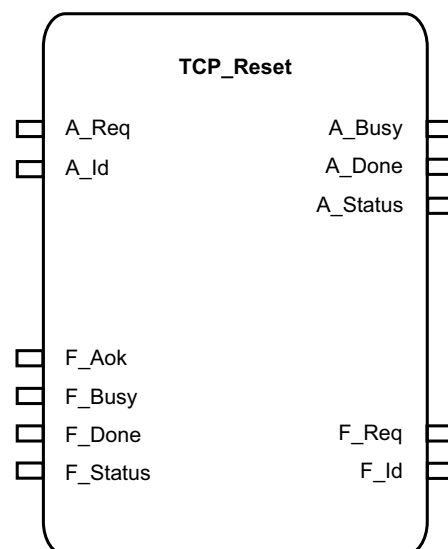 TCP_Reset
A_Req
A_Busy
A_Id
A_Done
A_Status
F_Aok
F_Busy
F_Done
F_Req
F_Status
F_Id